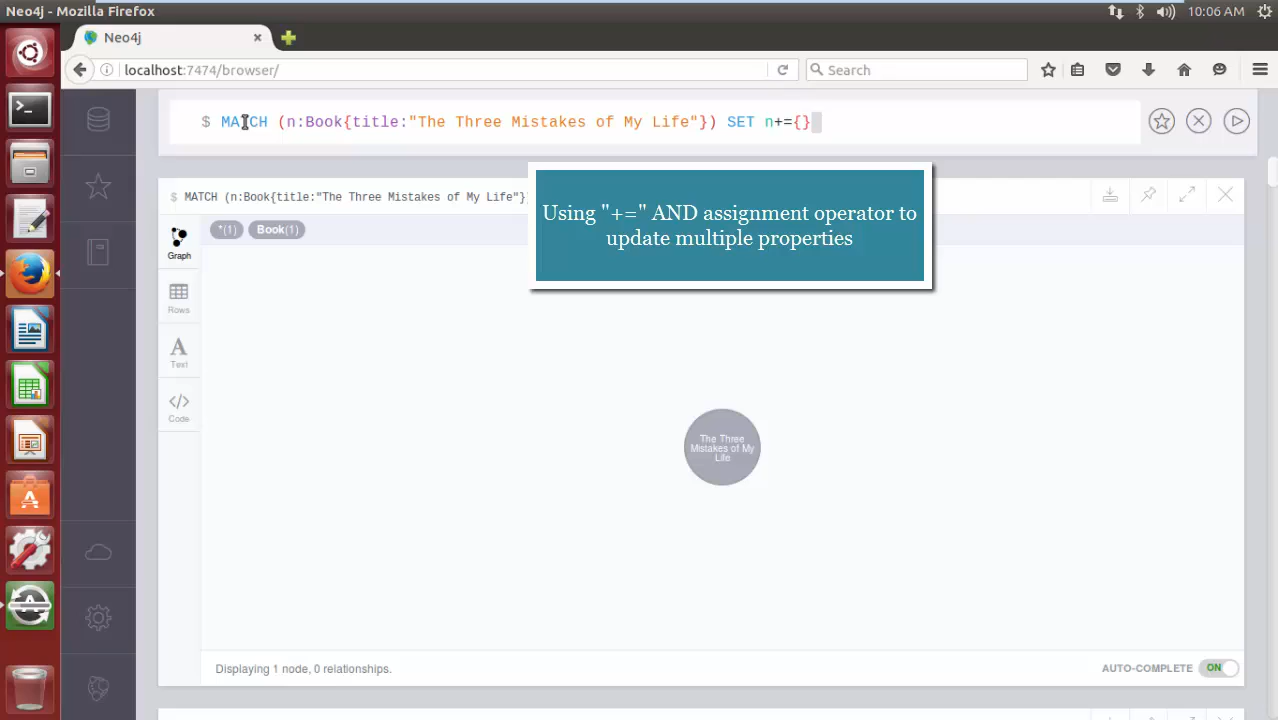 Neo4j - Mozilla Firefox
10:06 AM
Neo4j
localhost:7474/browser/
Search
$ MATCH (n:Book{title:"The Three Mistakes of My Life"}) SET n+={}
$ MATCH (n:Book{title:"The Three Mistakes of My Life"}
Using "+=" AND assignment operator to
update multiple properties
*(1) Book(1)
Graph
Rows
A
Text
</>
Code
The Three
Mistakes of My
Life
Displaying 1 node, 0 relationships.
AUTO-COMPLETE ON